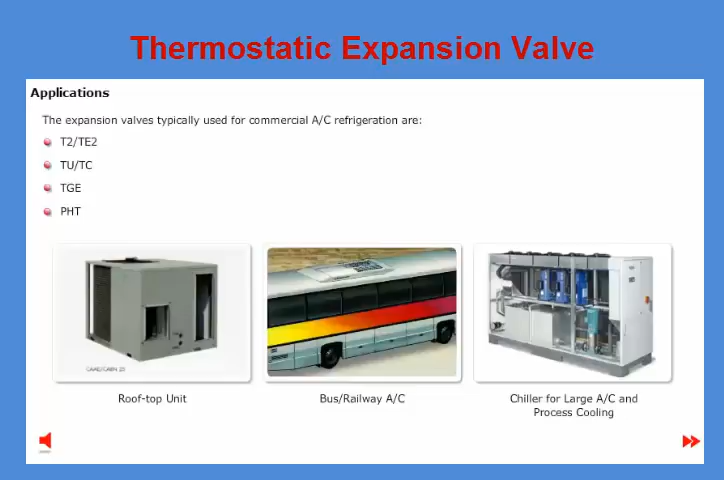 Thermostatic Expansion Valve
Applications
The expansion valves typically used for commercial A/C refrigeration are:
T2/TE2
TU/TC
TGE
PHT
Roof-top Unit
Bus/Railway A/C
Chiller for Large A/C and
Process Cooling